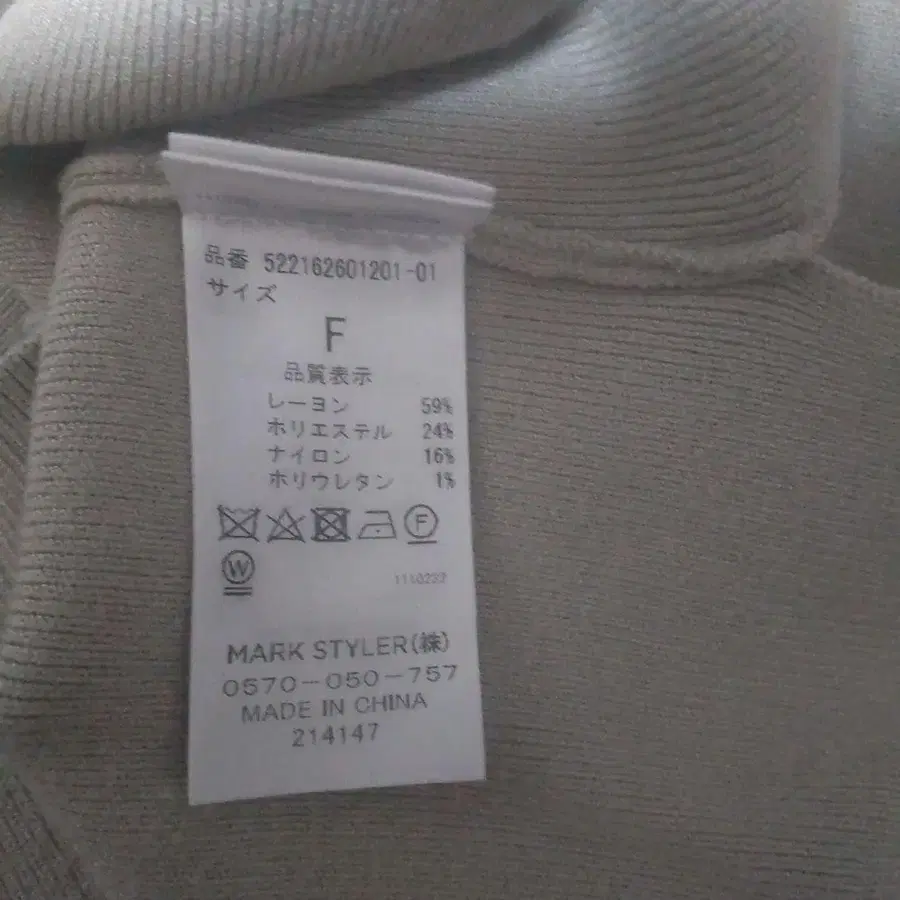 品番 522162601201-01
サイズ
F
品質表示
レーヨン 59%
ポリエステル 24%
ナイロン 16%
ポリウレタン 1%
F
W
MARK STYLER(株)
0570-050-757
MADE IN CHINA
214147